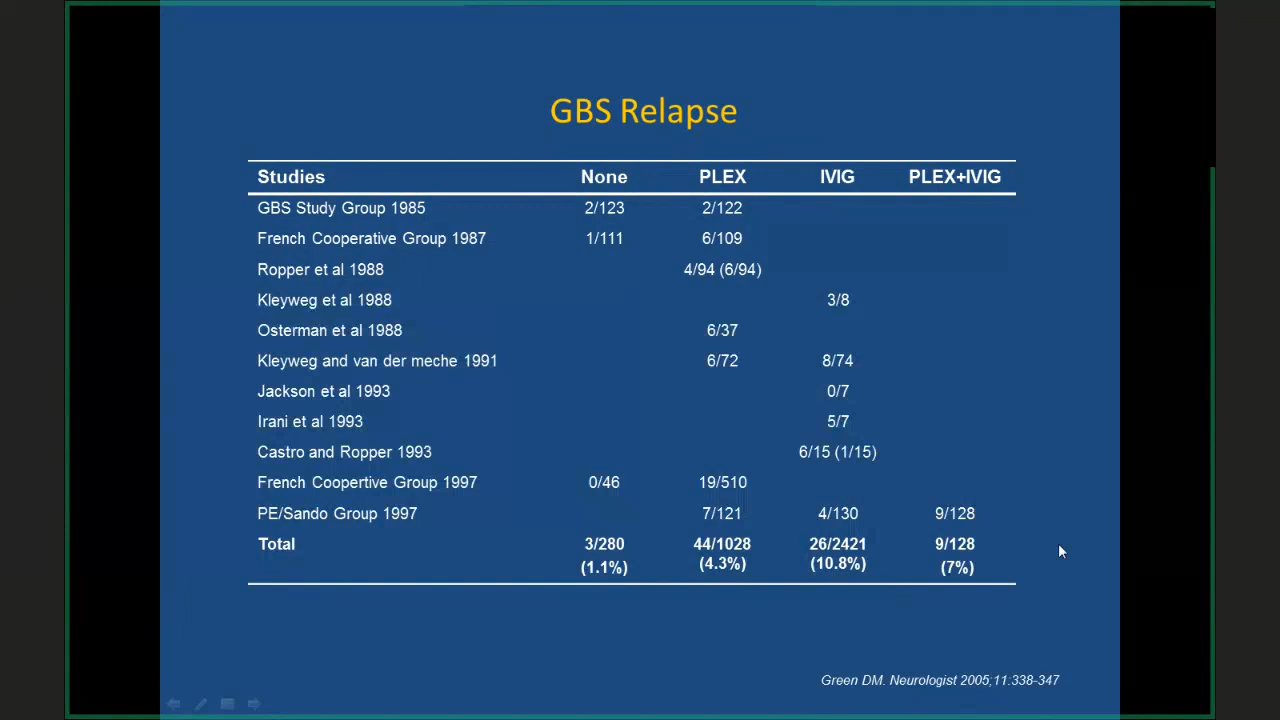 GBS Relapse
Studies None PLEX IVIG PLEX+IVIG
GBS Study Group 1985 2/123 2/122
French Cooperative Group 1987 1/111 6/109
Ropper et al 1988 4/94 (6/94)
Kleyweg et al 1988 3/8
Osterman et al 1988 6/37
Kleyweg and van der meche 1991 6/72 8/74
Jackson et al 1993 0/7
Irani et al 1993 5/7
Castro and Ropper 1993 6/15 (1/15)
French Coopertive Group 1997 0/46 19/510
PE/Sando Group 1997 7/121 4/130 9/128
Total 3/280 44/1028 26/2421 9/128
(1.1%) (4.3%) (10.8%) (7%)
Green DM. Neurologist 2005;11:338-347